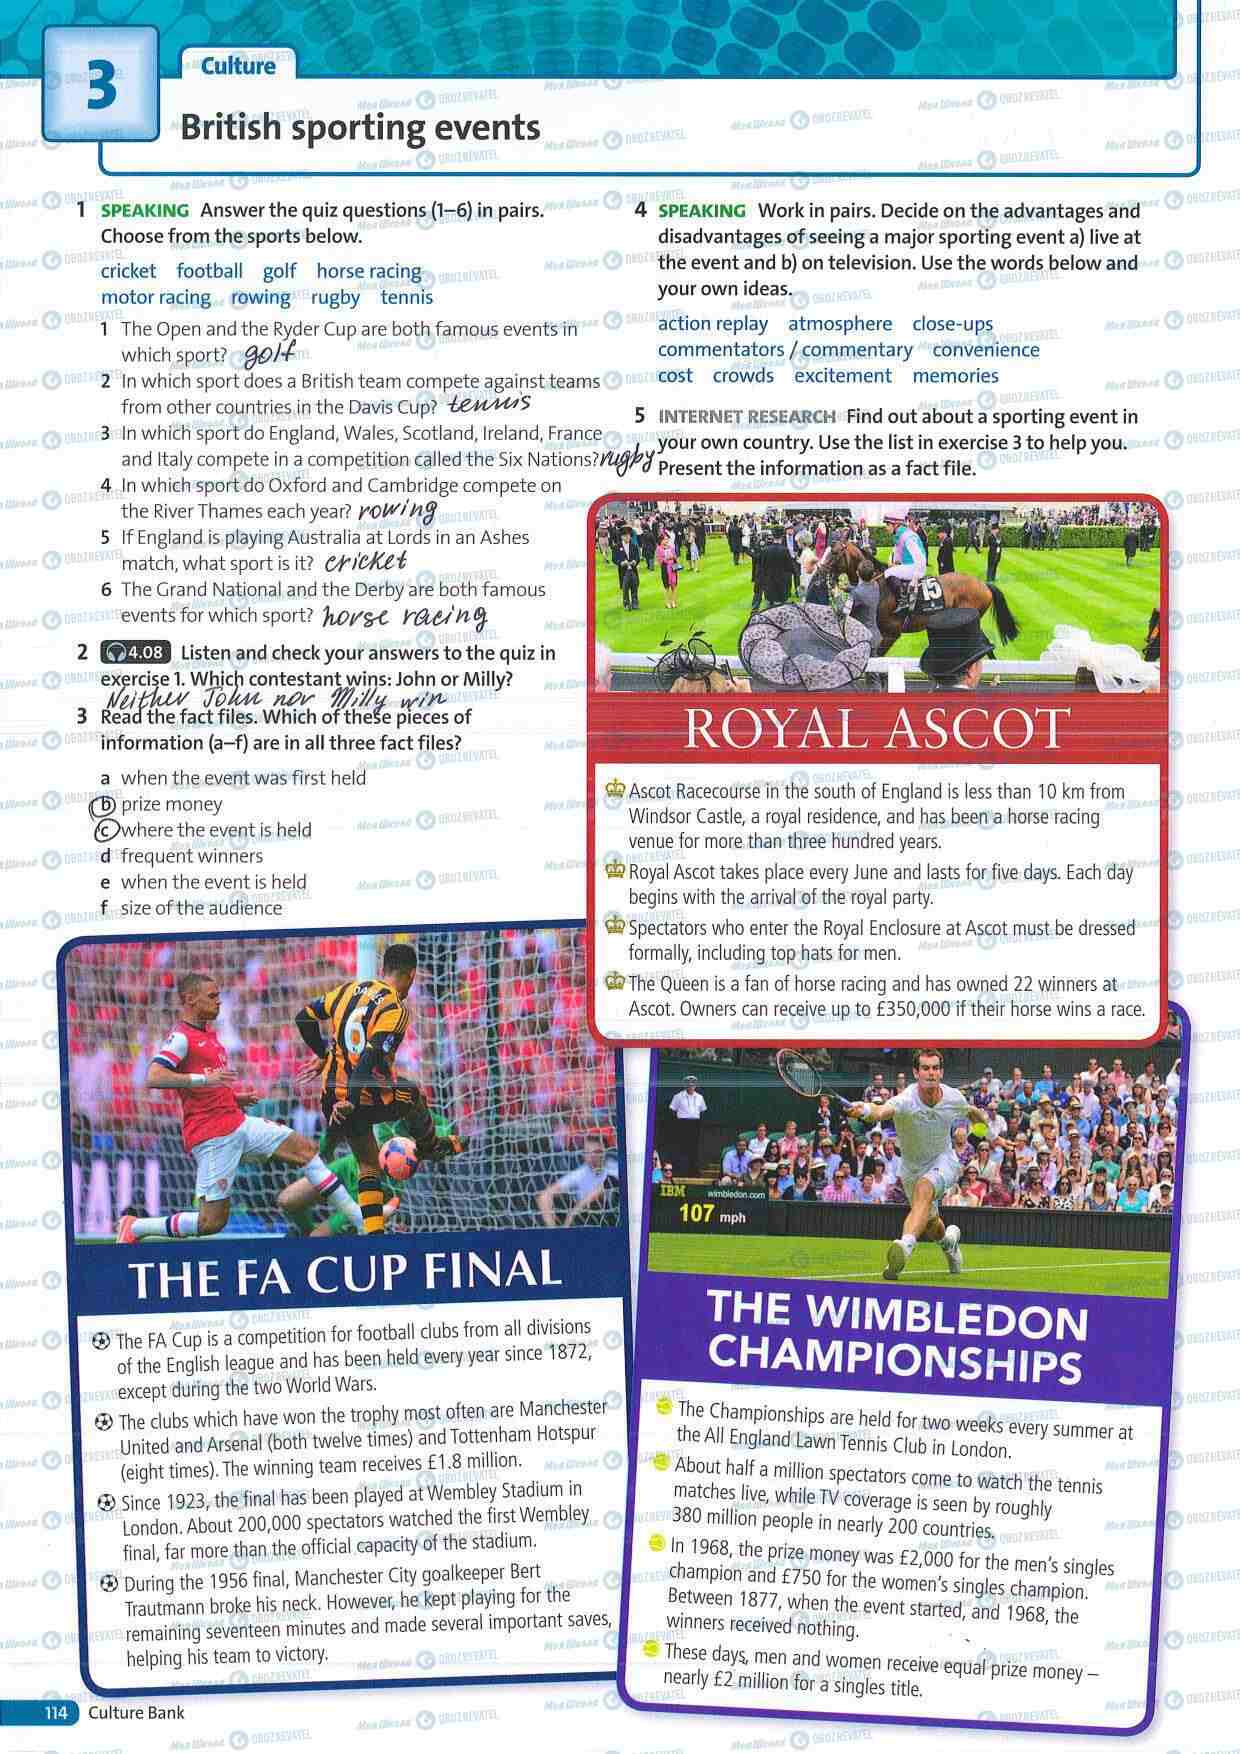 3
Culture
British sporting events
1 SPEAKING Answer the quiz questions (1–6) in pairs.
Choose from the sports below.
cricket football golf horse racing
motor racing rowing rugby tennis
1 The Open and the Ryder Cup are both famous events in
which sport? golf
2 In which sport does a British team compete against teams
from other countries in the Davis Cup? tennis
3 In which sport do England, Wales, Scotland, Ireland, France
and Italy compete in a competition called the Six Nations? rugby
4 In which sport do Oxford and Cambridge compete on
the River Thames each year? rowing
5 If England is playing Australia at Lords in an Ashes
match, what sport is it? cricket
6 The Grand National and the Derby are both famous
events for which sport? horse racing
2 4.08 Listen and check your answers to the quiz in
exercise 1. Which contestant wins: John or Milly?
Neither John nor Milly win
3 Read the fact files. Which of these pieces of
information (a–f) are in all three fact files?
a when the event was first held
b prize money
c where the event is held
d frequent winners
e when the event is held
f size of the audience
4 SPEAKING Work in pairs. Decide on the advantages and
disadvantages of seeing a major sporting event a) live at
the event and b) on television. Use the words below and
your own ideas.
action replay atmosphere close-ups
commentators / commentary convenience
cost crowds excitement memories
5 INTERNET RESEARCH Find out about a sporting event in
your own country. Use the list in exercise 3 to help you.
Present the information as a fact file.
15
ROYAL ASCOT
Ascot Racecourse in the south of England is less than 10 km from
Windsor Castle, a royal residence, and has been a horse racing
venue for more than three hundred years.
Royal Ascot takes place every June and lasts for five days. Each day
begins with the arrival of the royal party.
Spectators who enter the Royal Enclosure at Ascot must be dressed
formally, including top hats for men.
The Queen is a fan of horse racing and has owned 22 winners at
Ascot. Owners can receive up to £350,000 if their horse wins a race.
DAVIES
6
THE FA CUP FINAL
The FA Cup is a competition for football clubs from all divisions
of the English league and has been held every year since 1872,
except during the two World Wars.
The clubs which have won the trophy most often are Manchester
United and Arsenal (both twelve times) and Tottenham Hotspur
(eight times). The winning team receives £1.8 million.
Since 1923, the final has been played at Wembley Stadium in
London. About 200,000 spectators watched the first Wembley
final, far more than the official capacity of the stadium.
During the 1956 final, Manchester City goalkeeper Bert
Trautmann broke his neck. However, he kept playing for the
remaining seventeen minutes and made several important saves,
helping his team to victory.
IBM wimbledon.com
107 mph
THE WIMBLEDON
CHAMPIONSHIPS
The Championships are held for two weeks every summer at
the All England Lawn Tennis Club in London.
About half a million spectators come to watch the tennis
matches live, while TV coverage is seen by roughly
380 million people in nearly 200 countries.
In 1968, the prize money was £2,000 for the men's singles
champion and £750 for the women's singles champion.
Between 1877, when the event started, and 1968, the
winners received nothing.
These days, men and women receive equal prize money –
nearly £2 million for a singles title.
114 Culture Bank